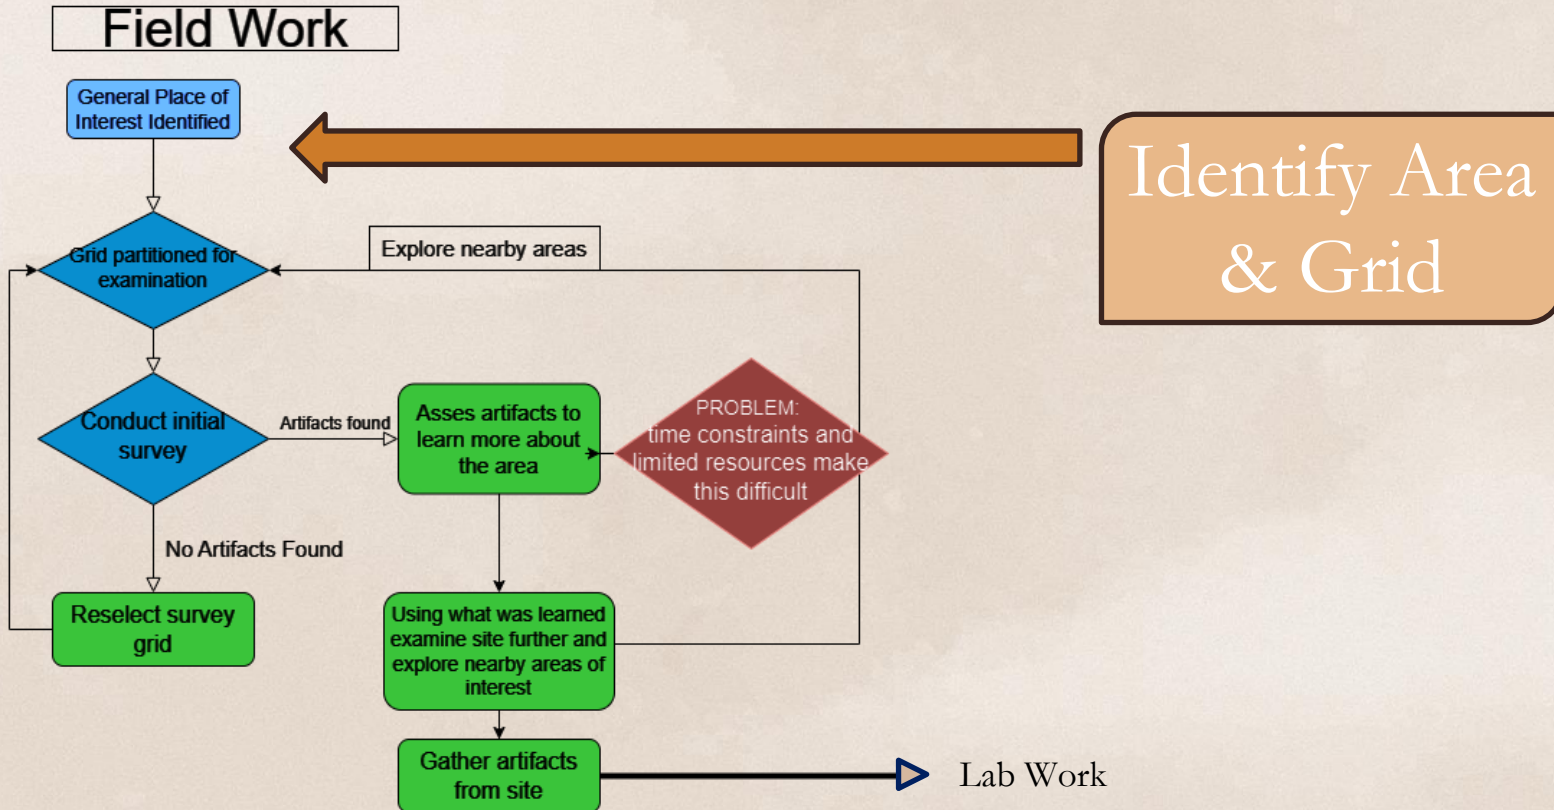 Field Work
General Place of
Interest Identified
Identify Area
& Grid
Grid partitioned for
examination
Explore nearby areas
Conduct initial
survey
Artifacts found
Asses artifacts to
learn more about
the area
PROBLEM:
time constraints and
limited resources make
this difficult
No Artifacts Found
Reselect survey
grid
Using what was learned
examine site further and
explore nearby areas of
interest
Gather artifacts
from site
Lab Work